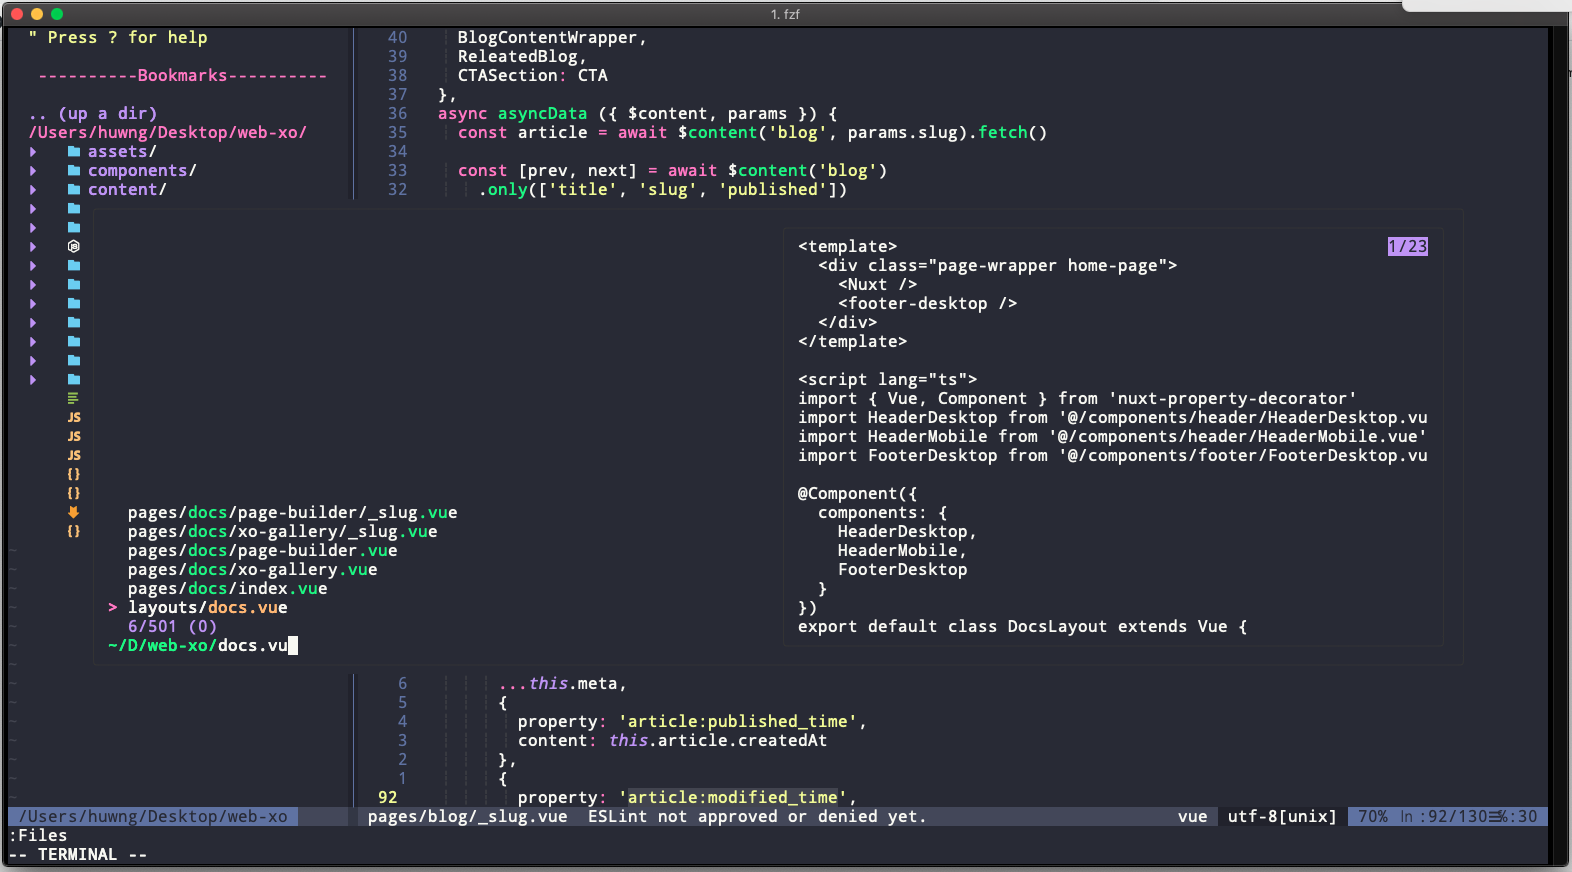 1. fzf
" Press ? for help
----------Bookmarks----------
.. (up a dir)
/Users/huwng/Desktop/web-xo/
assets/
components/
content/
JS
JS
JS
{}
{}
{}
40 BlogContentWrapper,
39 ReleatedBlog,
38 CTASection: CTA
37 },
36 async asyncData ({ $content, params }) {
35 const article = await $content('blog', params.slug).fetch()
34
33 const [prev, next] = await $content('blog')
32 .only(['title', 'slug', 'published'])
pages/docs/page-builder/_slug.vue
pages/docs/xo-gallery/_slug.vue
pages/docs/page-builder.vue
pages/docs/xo-gallery.vue
pages/docs/index.vue
> layouts/docs.vue
6/501 (0)
~/D/web-xo/docs.vu
<template> 1/23
<div class="page-wrapper home-page">
<Nuxt />
<footer-desktop />
</div>
</template>
<script lang="ts">
import { Vue, Component } from 'nuxt-property-decorator'
import HeaderDesktop from '@/components/header/HeaderDesktop.vu
import HeaderMobile from '@/components/header/HeaderMobile.vue'
import FooterDesktop from '@/components/footer/FooterDesktop.vu
@Component({
components: {
HeaderDesktop,
HeaderMobile,
FooterDesktop
}
})
export default class DocsLayout extends Vue {
6 ...this.meta,
5 {
4 property: 'article:published_time',
3 content: this.article.createdAt
2 },
1 {
92 property: 'article:modified_time',
/Users/huwng/Desktop/web-xo pages/blog/_slug.vue ESLint not approved or denied yet. vue utf-8[unix] 70% ln :92/130☰%:30
:Files
-- TERMINAL --